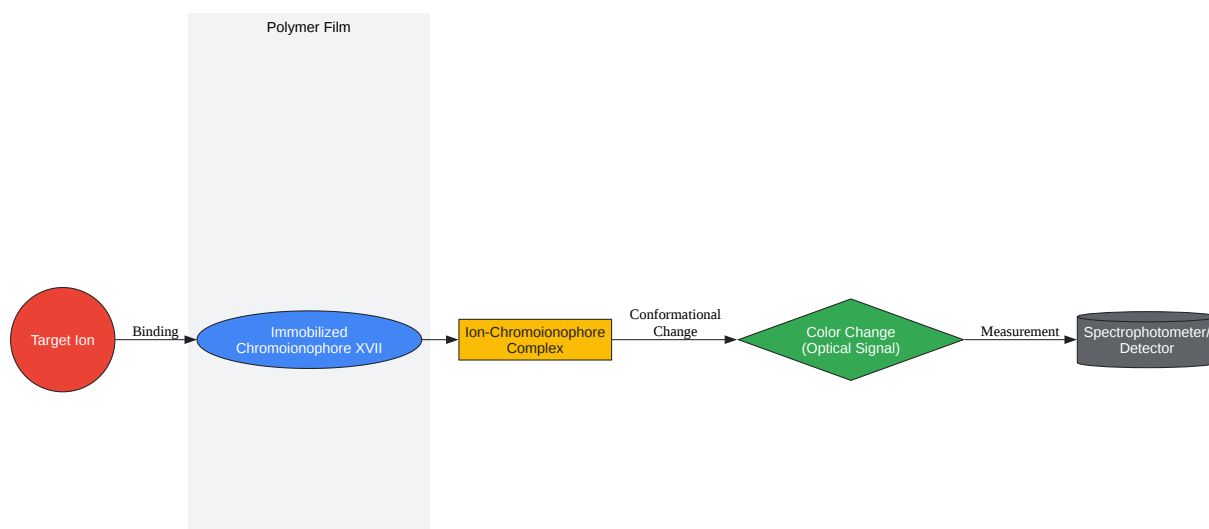 Polymer Film
Target Ion
Binding
Immobilized
Chromoionophore XVII
Ion-Chromoionophore
Complex
Conformational
Change
Color Change
(Optical Signal)
Measurement
Spectrophotometer/
Detector